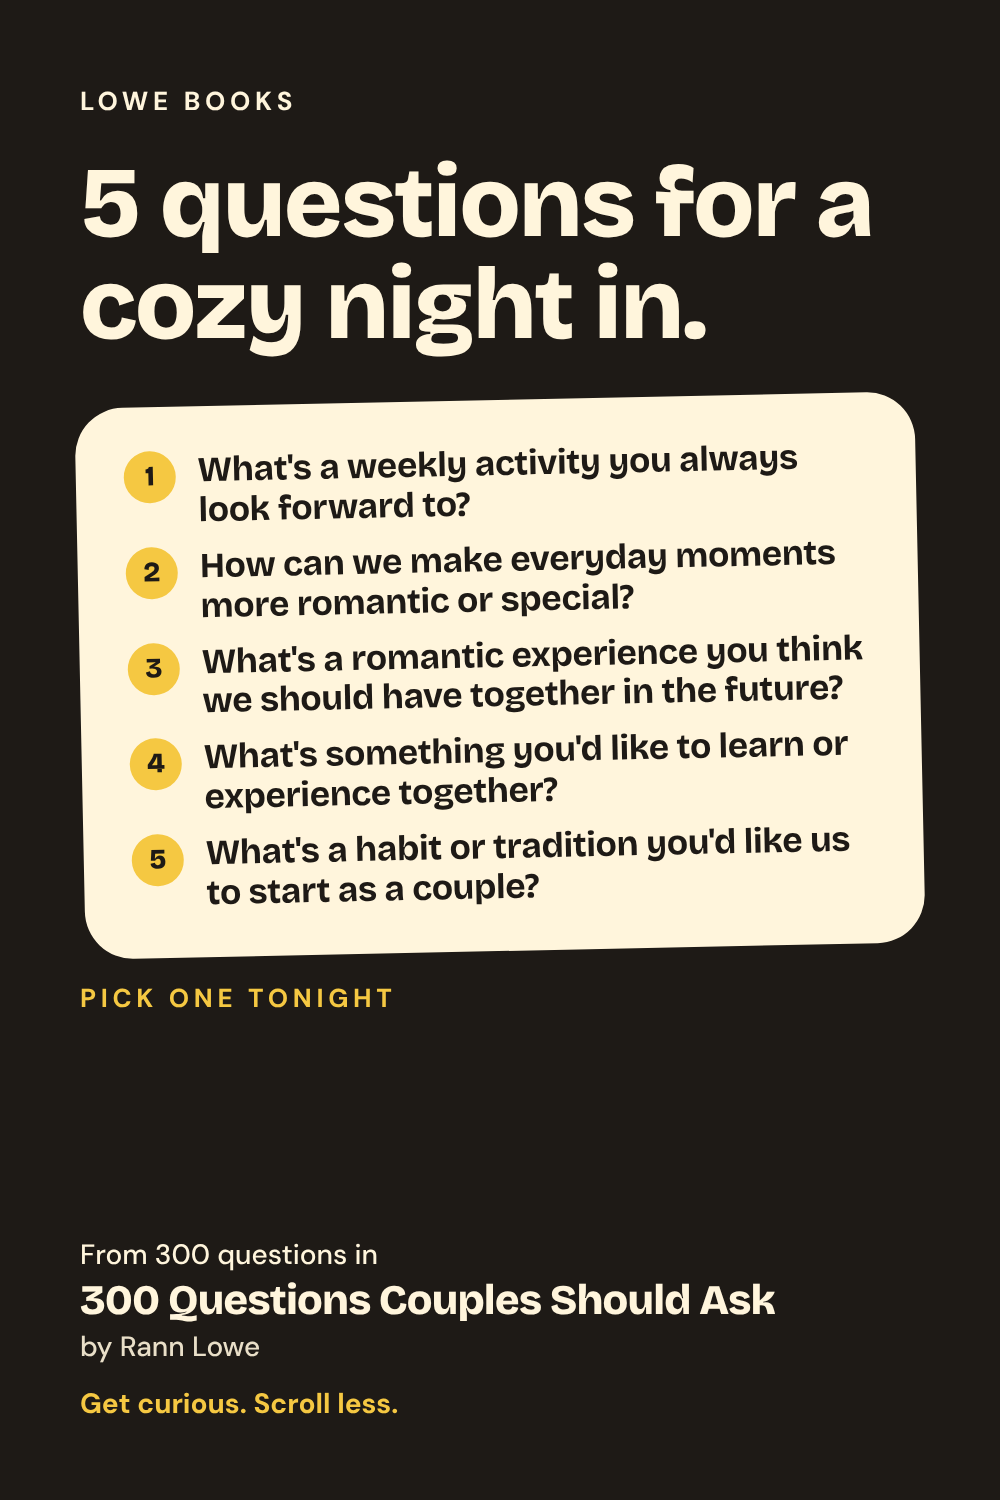 LOWE BOOKS
5 questions for a
cozy night in.
1 What's a weekly activity you always
look forward to?
2 How can we make everyday moments
more romantic or special?
3 What's a romantic experience you think
we should have together in the future?
4 What's something you'd like to learn or
experience together?
5 What's a habit or tradition you'd like us
to start as a couple?
PICK ONE TONIGHT
From 300 questions in
300 Questions Couples Should Ask
by Rann Lowe
Get curious. Scroll less.